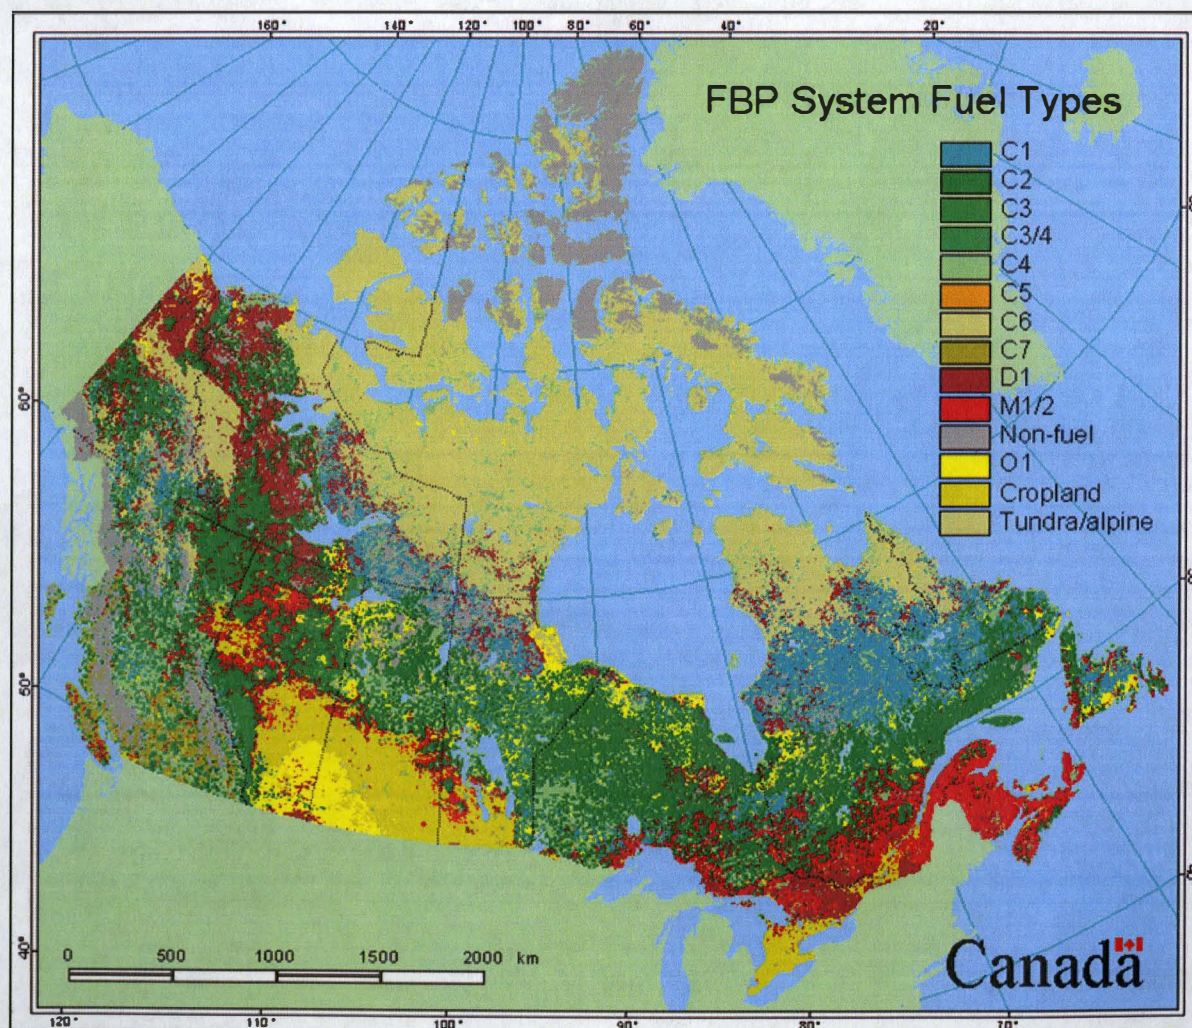 160° 140° 120° 100° 80° 60° 40° 20°
FBP System Fuel Types
C1
C2
C3
C3/4
C4
C5
C6
C7
D1
M1/2
Non-fuel
O1
Cropland
Tundra/alpine
60°
50°
40°
0 500 1000 1500 2000 km
Canada
120° 110° 100° 90° 80° 70°